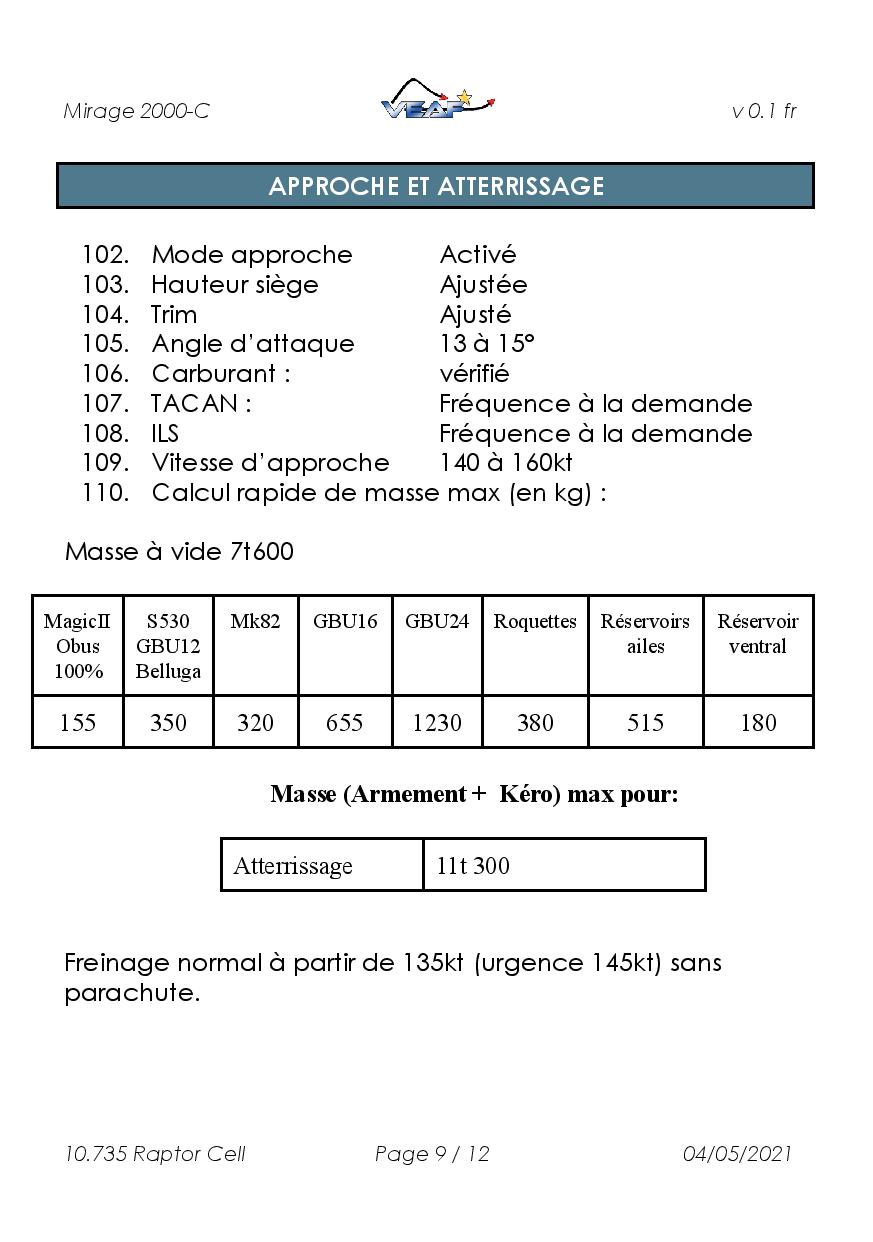 Mirage 2000-C
VEAF
v 0.1 fr
APPROCHE ET ATTERRISSAGE
102. Mode approche Activé
103. Hauteur siège Ajustée
104. Trim Ajusté
105. Angle d'attaque 13 à 15°
106. Carburant : vérifié
107. TACAN : Fréquence à la demande
108. ILS Fréquence à la demande
109. Vitesse d'approche 140 à 160kt
110. Calcul rapide de masse max (en kg) :
Masse à vide 7t600
MagicII S530 Mk82 GBU16 GBU24 Roquettes Réservoirs Réservoir
Obus GBU12 ailes ventral
100% Belluga
155 350 320 655 1230 380 515 180
Masse (Armement + Kéro) max pour:
Atterrissage 11t 300
Freinage normal à partir de 135kt (urgence 145kt) sans
parachute.
10.735 Raptor Cell Page 9 / 12 04/05/2021